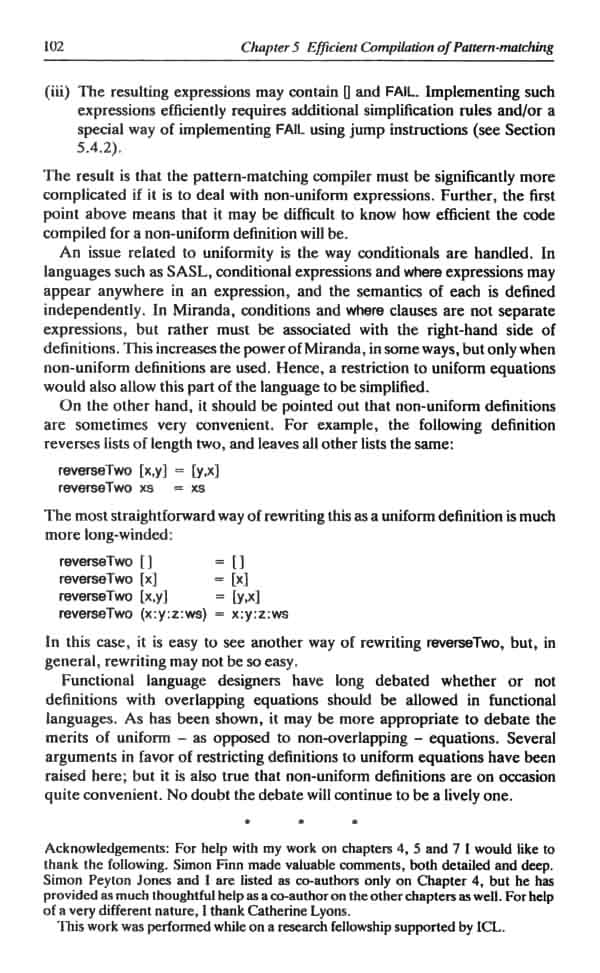 102 Chapter 5 Efficient Compilation of Pattern-matching
(iii) The resulting expressions may contain [] and FAIL. Implementing such
expressions efficiently requires additional simplification rules and/or a
special way of implementing FAIL using jump instructions (see Section
5.4.2).
The result is that the pattern-matching compiler must be significantly more
complicated if it is to deal with non-uniform expressions. Further, the first
point above means that it may be difficult to know how efficient the code
compiled for a non-uniform definition will be.
An issue related to uniformity is the way conditionals are handled. In
languages such as SASL, conditional expressions and where expressions may
appear anywhere in an expression, and the semantics of each is defined
independently. In Miranda, conditions and where clauses are not separate
expressions, but rather must be associated with the right-hand side of
definitions. This increases the power of Miranda, in some ways, but only when
non-uniform definitions are used. Hence, a restriction to uniform equations
would also allow this part of the language to be simplified.
On the other hand, it should be pointed out that non-uniform definitions
are sometimes very convenient. For example, the following definition
reverses lists of length two, and leaves all other lists the same:
reverseTwo [x,y] = [y,x]
reverseTwo xs = xs
The most straightforward way of rewriting this as a uniform definition is much
more long-winded:
reverseTwo [ ] = [ ]
reverseTwo [x] = [x]
reverseTwo [x,y] = [y,x]
reverseTwo (x:y:z:ws) = x:y:z:ws
In this case, it is easy to see another way of rewriting reverseTwo, but, in
general, rewriting may not be so easy.
Functional language designers have long debated whether or not
definitions with overlapping equations should be allowed in functional
languages. As has been shown, it may be more appropriate to debate the
merits of uniform – as opposed to non-overlapping – equations. Several
arguments in favor of restricting definitions to uniform equations have been
raised here; but it is also true that non-uniform definitions are on occasion
quite convenient. No doubt the debate will continue to be a lively one.
* * *
Acknowledgements: For help with my work on chapters 4, 5 and 7 I would like to
thank the following. Simon Finn made valuable comments, both detailed and deep.
Simon Peyton Jones and I are listed as co-authors only on Chapter 4, but he has
provided as much thoughtful help as a co-author on the other chapters as well. For help
of a very different nature, I thank Catherine Lyons.
This work was performed while on a research fellowship supported by ICL.